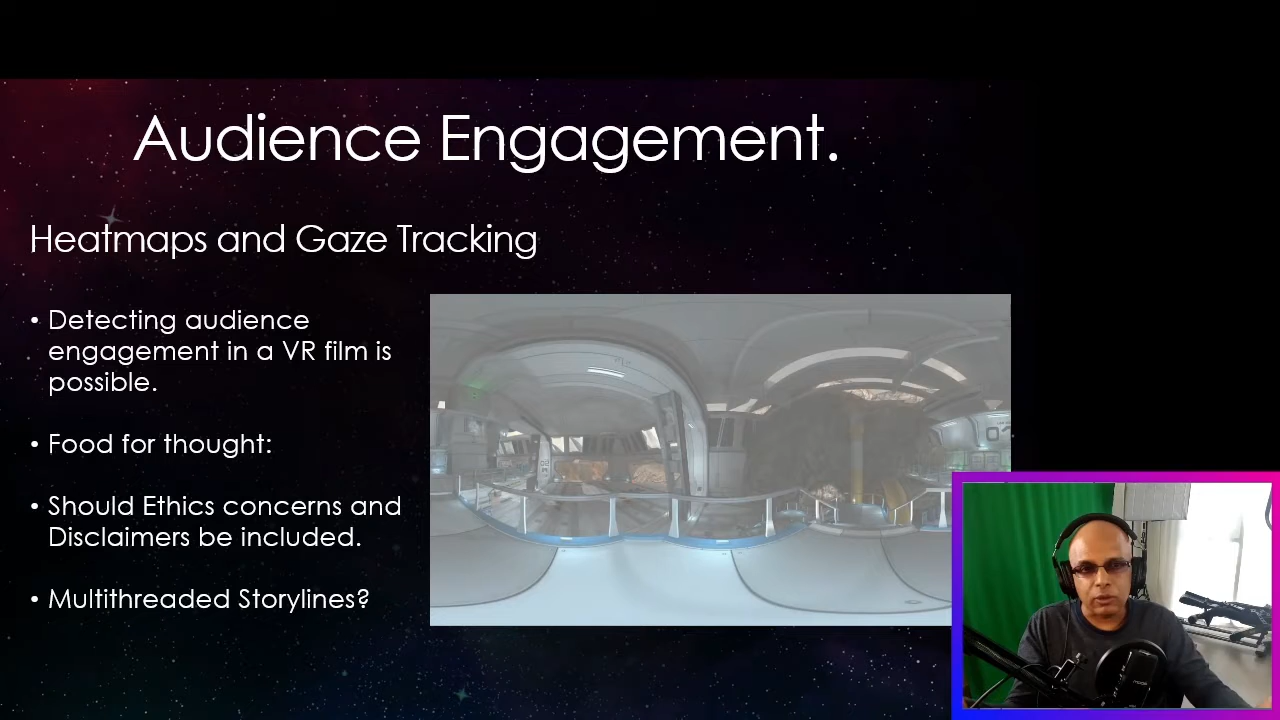 Audience Engagement.
Heatmaps and Gaze Tracking
• Detecting audience
engagement in a VR film is
possible.
• Food for thought:
• Should Ethics concerns and
Disclaimers be included.
• Multithreaded Storylines?